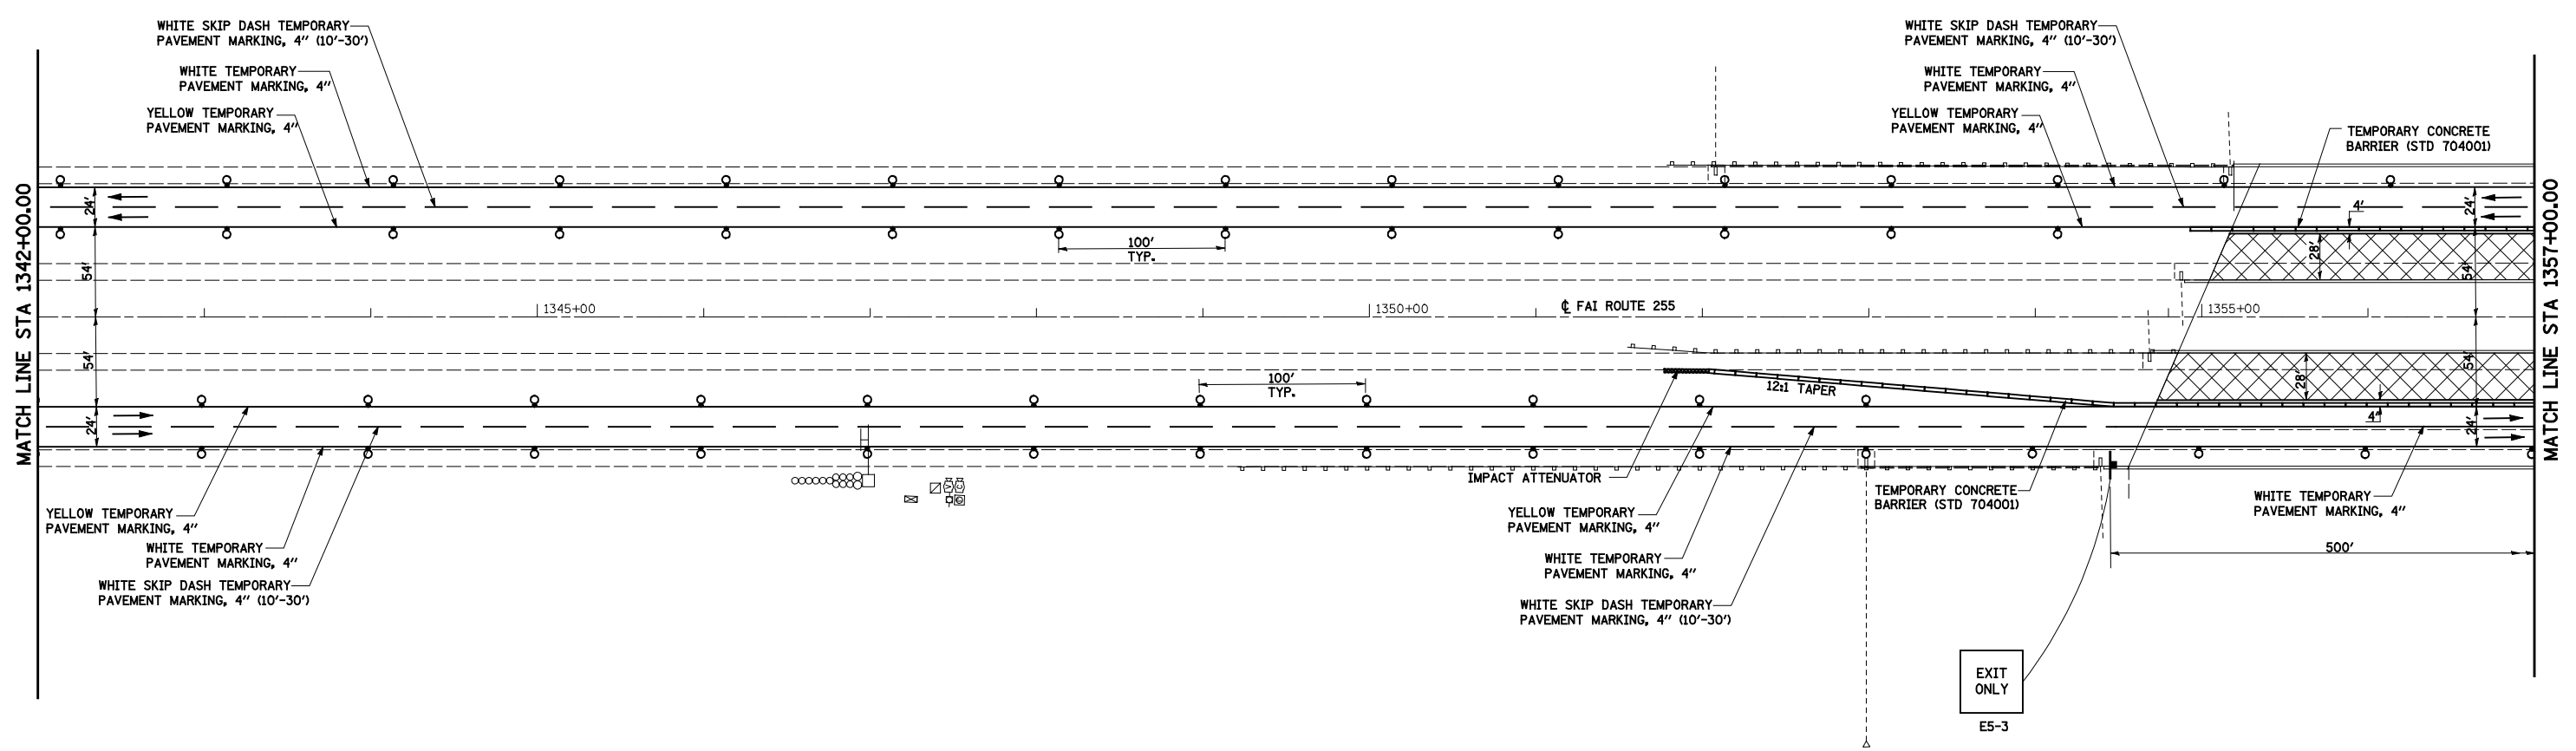 WHITE SKIP DASH TEMPORARY
PAVEMENT MARKING, 4" (10'-30')
WHITE TEMPORARY
PAVEMENT MARKING, 4"
YELLOW TEMPORARY
PAVEMENT MARKING, 4"
WHITE SKIP DASH TEMPORARY
PAVEMENT MARKING, 4" (10'-30')
WHITE TEMPORARY
PAVEMENT MARKING, 4"
YELLOW TEMPORARY
PAVEMENT MARKING, 4"
TEMPORARY CONCRETE
BARRIER (STD 704001)
MATCH LINE STA 1342+00.00
MATCH LINE STA 1357+00.00
24'
24'
4'
100'
TYP.
28'
54'
54'
1345+00
1350+00
℄ FAI ROUTE 255
1355+00
54'
54'
100'
TYP.
12:1 TAPER
28'
4'
24'
24'
IMPACT ATTENUATOR
TEMPORARY CONCRETE
BARRIER (STD 704001)
WHITE TEMPORARY
PAVEMENT MARKING, 4"
YELLOW TEMPORARY
PAVEMENT MARKING, 4"
WHITE TEMPORARY
PAVEMENT MARKING, 4"
WHITE SKIP DASH TEMPORARY
PAVEMENT MARKING, 4" (10'-30')
YELLOW TEMPORARY
PAVEMENT MARKING, 4"
WHITE TEMPORARY
PAVEMENT MARKING, 4"
WHITE SKIP DASH TEMPORARY
PAVEMENT MARKING, 4" (10'-30')
500'
EXIT
ONLY
E5-3